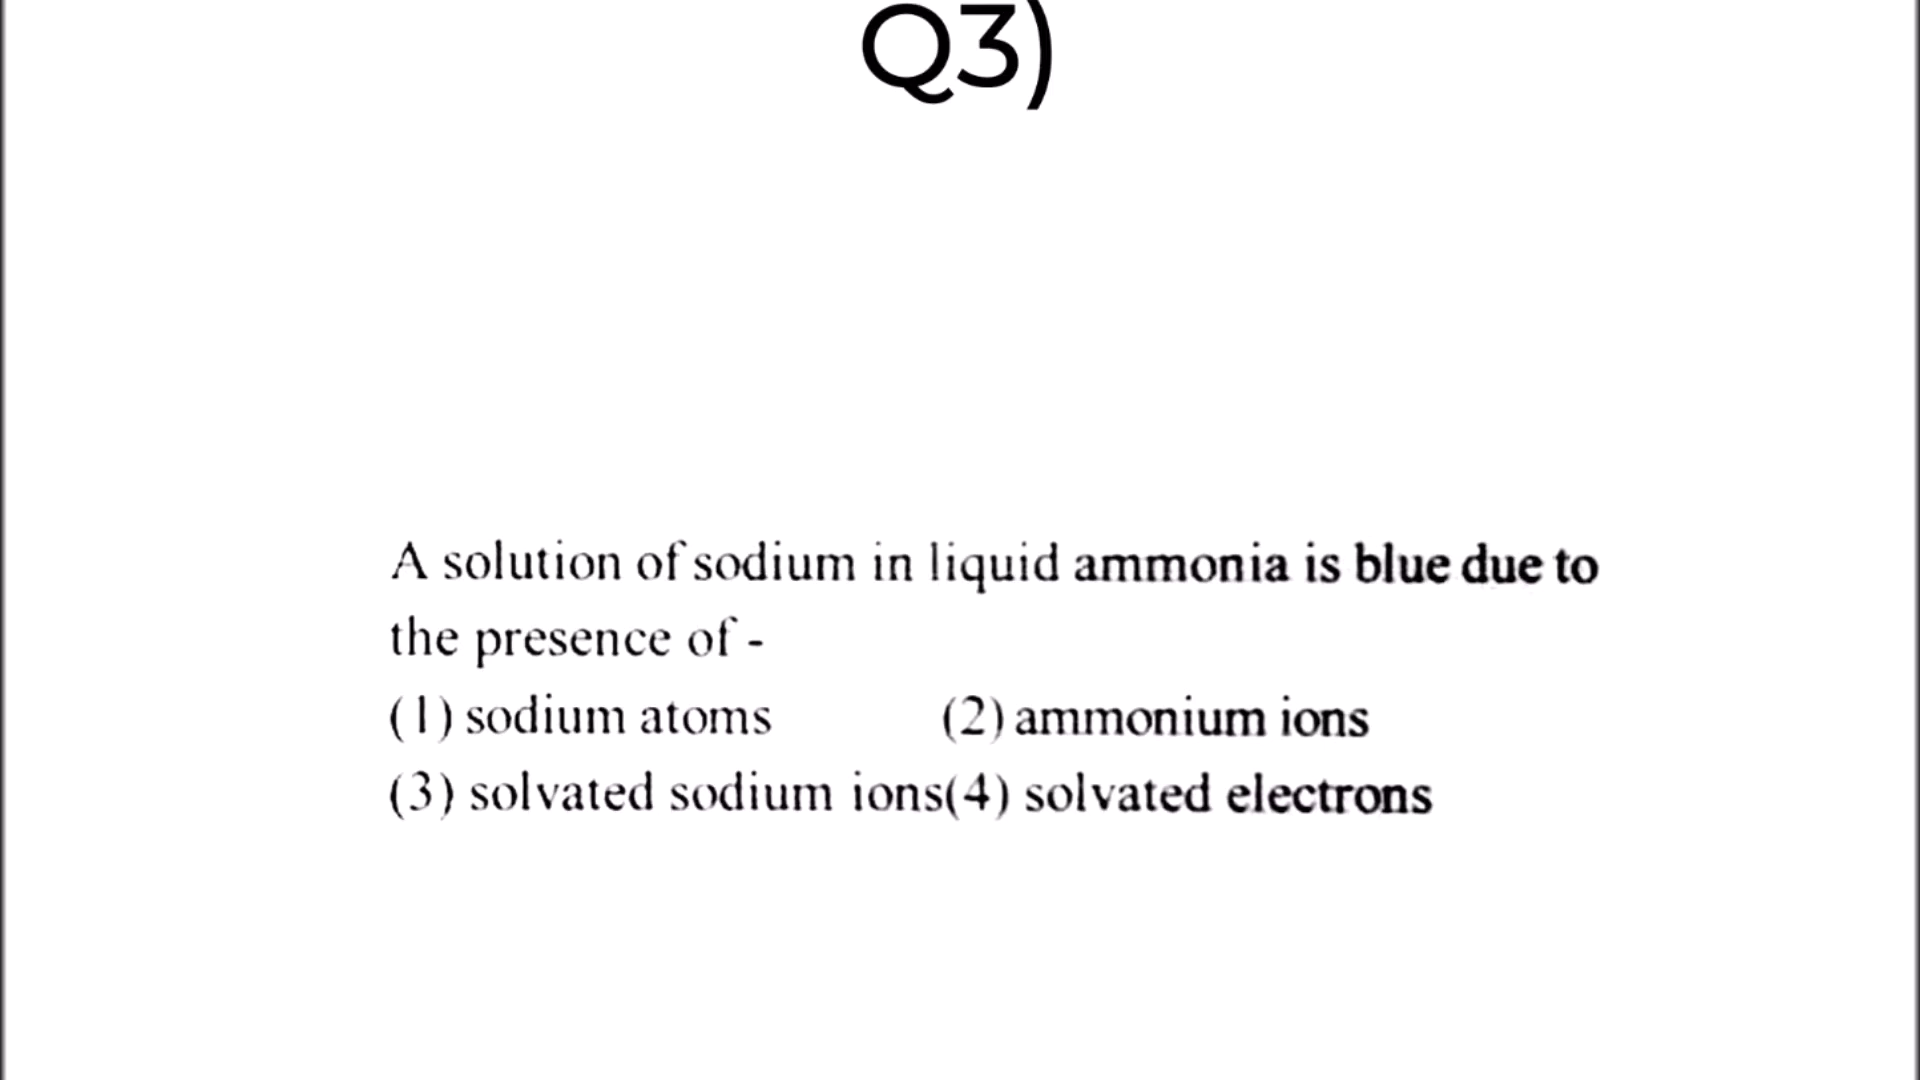 Q3)
A solution of sodium in liquid ammonia is blue due to
the presence of -
(1) sodium atoms (2) ammonium ions
(3) solvated sodium ions(4) solvated electrons